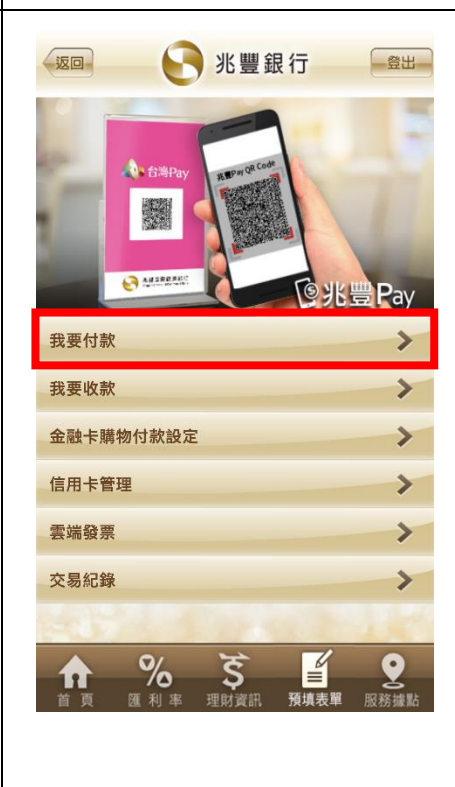 返回
兆豐銀行
登出
台灣Pay
兆豐Pay QR Code
兆豐Pay
我要付款
我要收款
金融卡購物付款設定
信用卡管理
雲端發票
交易紀錄
首頁 匯利率 理財資訊 預填表單 服務據點